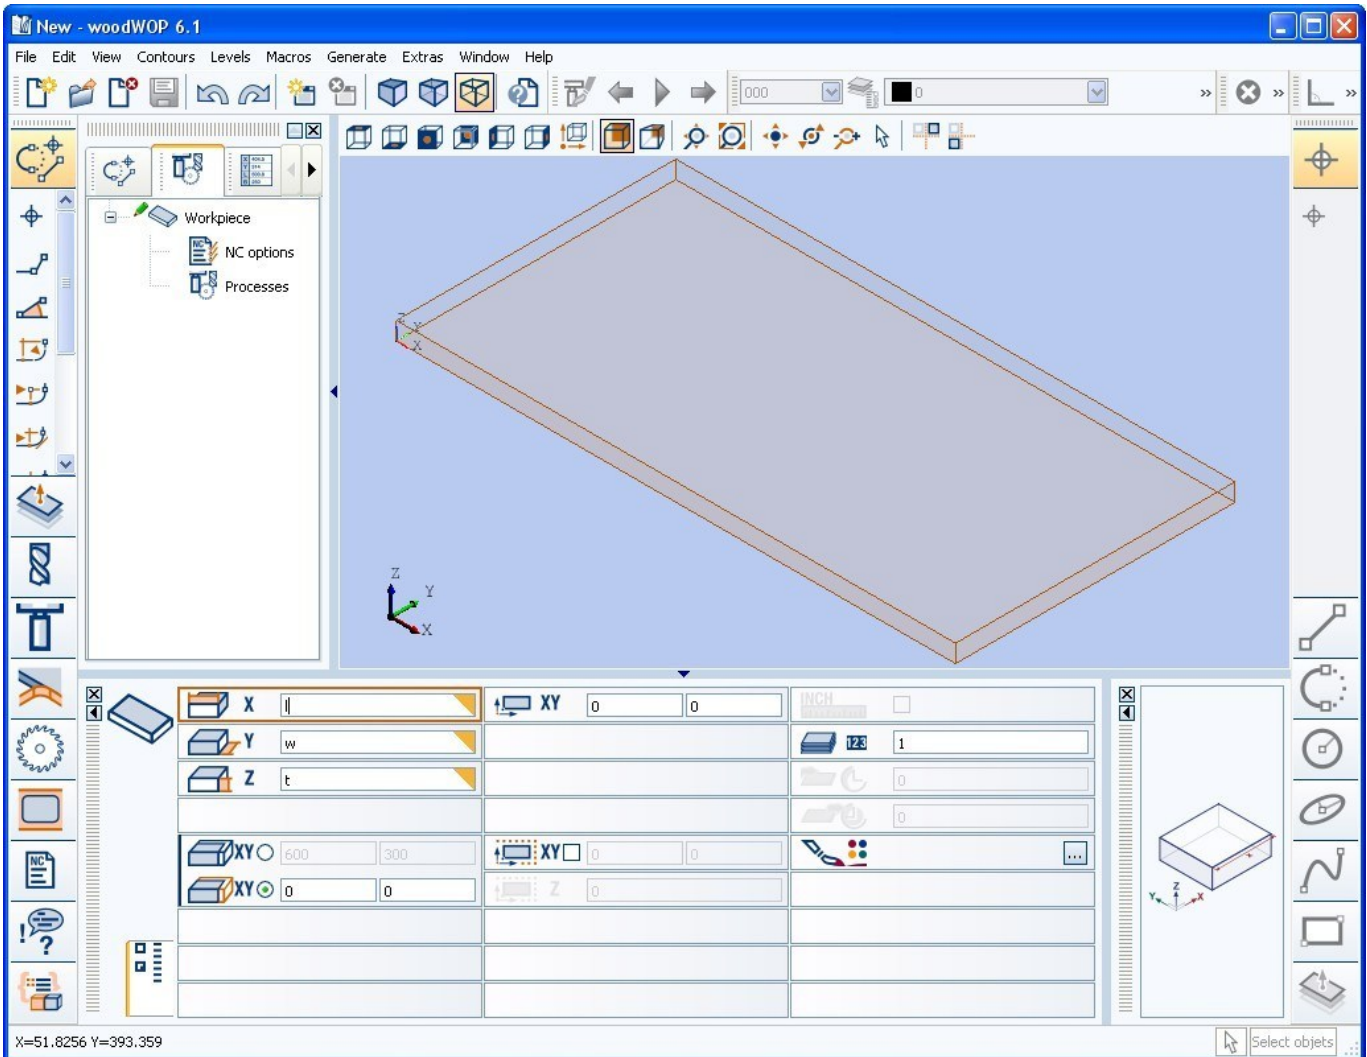 New - woodWOP 6.1
File Edit View Contours Levels Macros Generate Extras Window Help
000
0
Workpiece
NC options
Processes
Z
Y
X
Z
Y
X
X l
XY 0 0
INCH
Y w
123 1
Z t
0
0
XY 600 300
XY 0 0
XY 0 0
Z 0
...
NC
!?
Z
Y X
X=51.8256 Y=393.359
Select objets